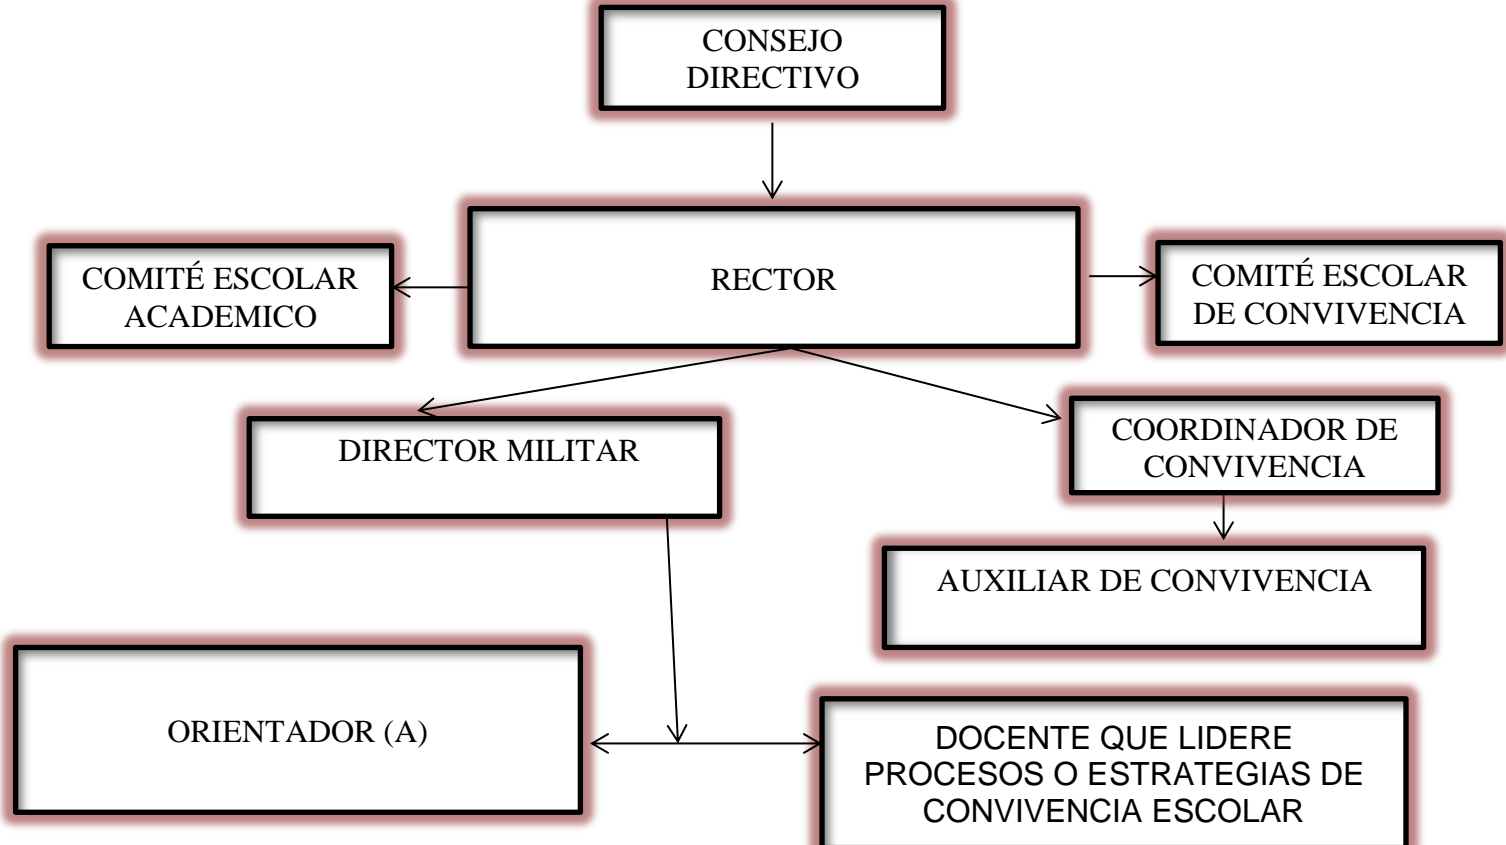 CONSEJO
DIRECTIVO
RECTOR
COMITÉ ESCOLAR
ACADEMICO
COMITÉ ESCOLAR
DE CONVIVENCIA
DIRECTOR MILITAR
COORDINADOR DE
CONVIVENCIA
AUXILIAR DE CONVIVENCIA
ORIENTADOR (A)
DOCENTE QUE LIDERE
PROCESOS O ESTRATEGIAS DE
CONVIVENCIA ESCOLAR